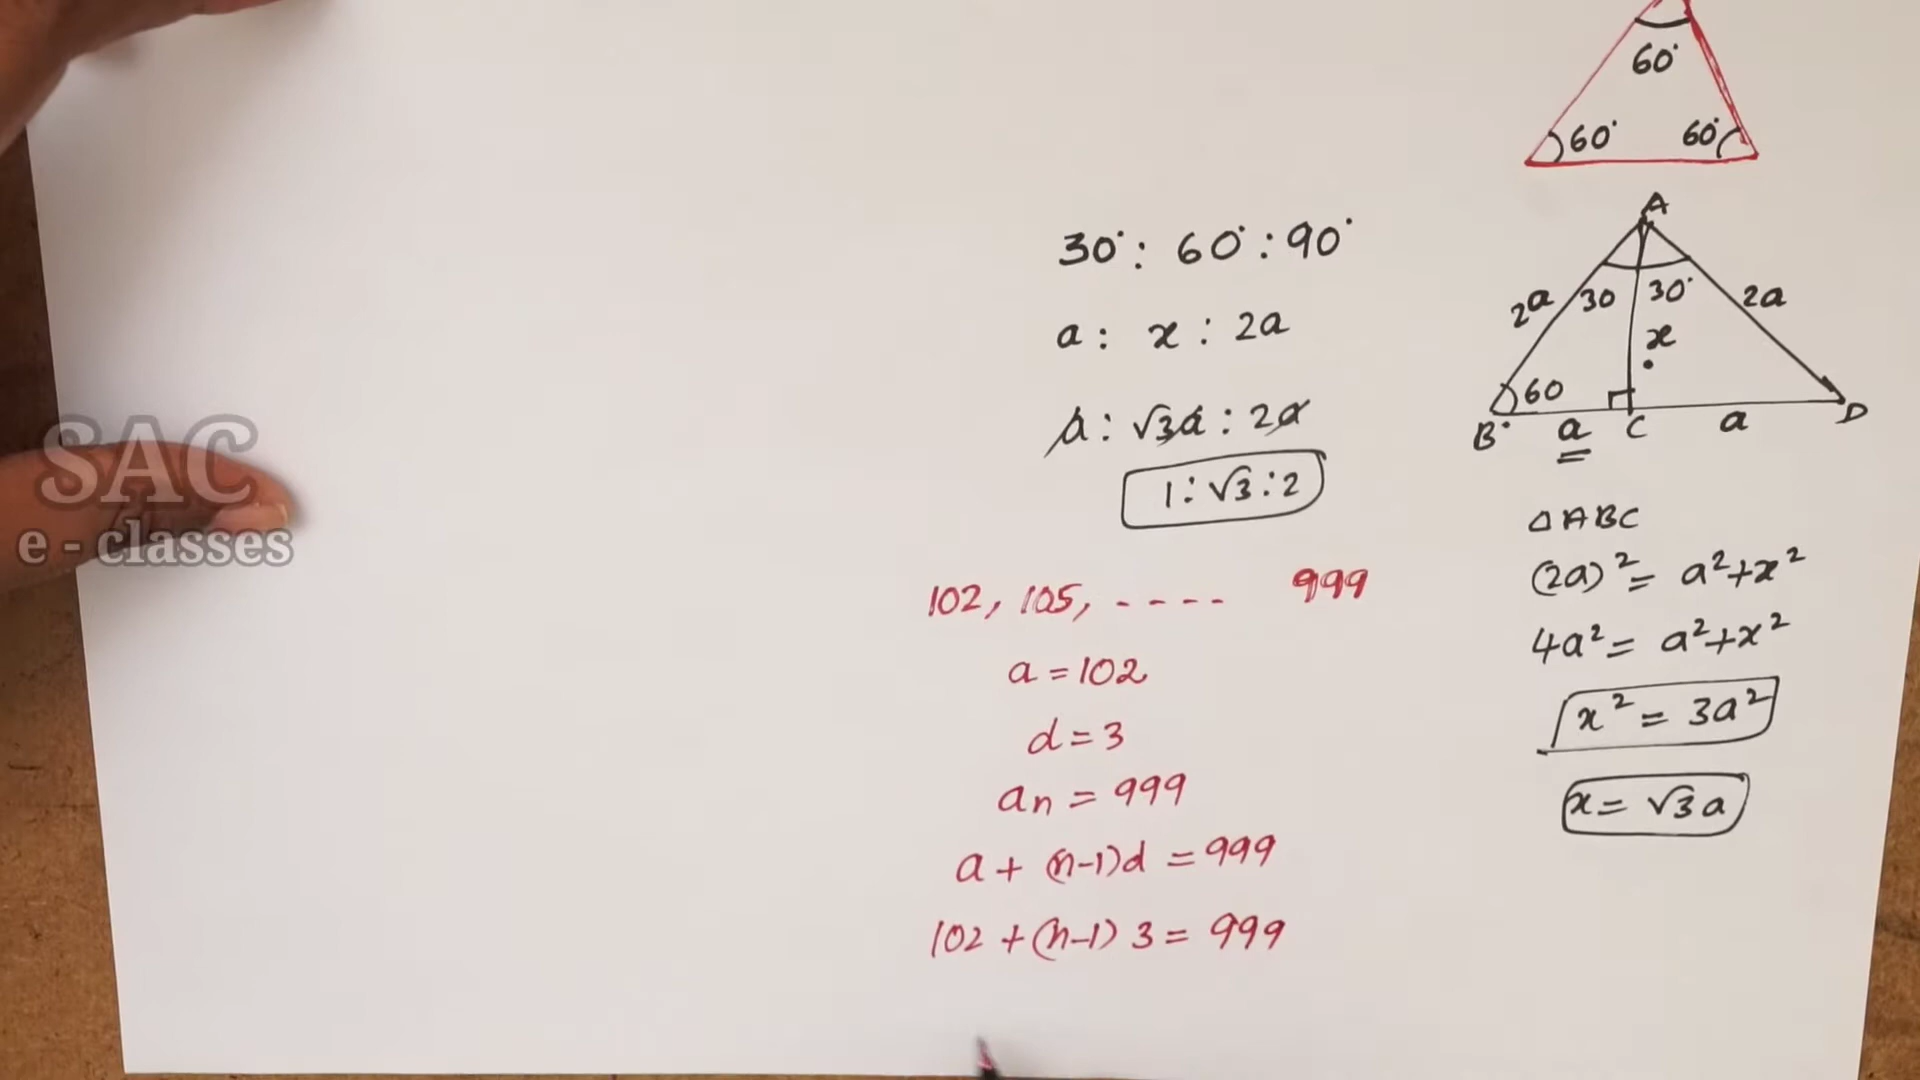 SAC
e - classes
30° : 60° : 90°
a : x : 2a
a : √3a : 2a
1 : √3 : 2
102, 105, - - - - 999
a = 102
d = 3
an = 999
a + (n-1)d = 999
102 + (n-1) 3 = 999
60°
60° 60°
A
2a 30 30° 2a
x
60
B a C a D
△ABC
(2a)² = a²+x²
4a² = a²+x²
x² = 3a²
x = √3 a